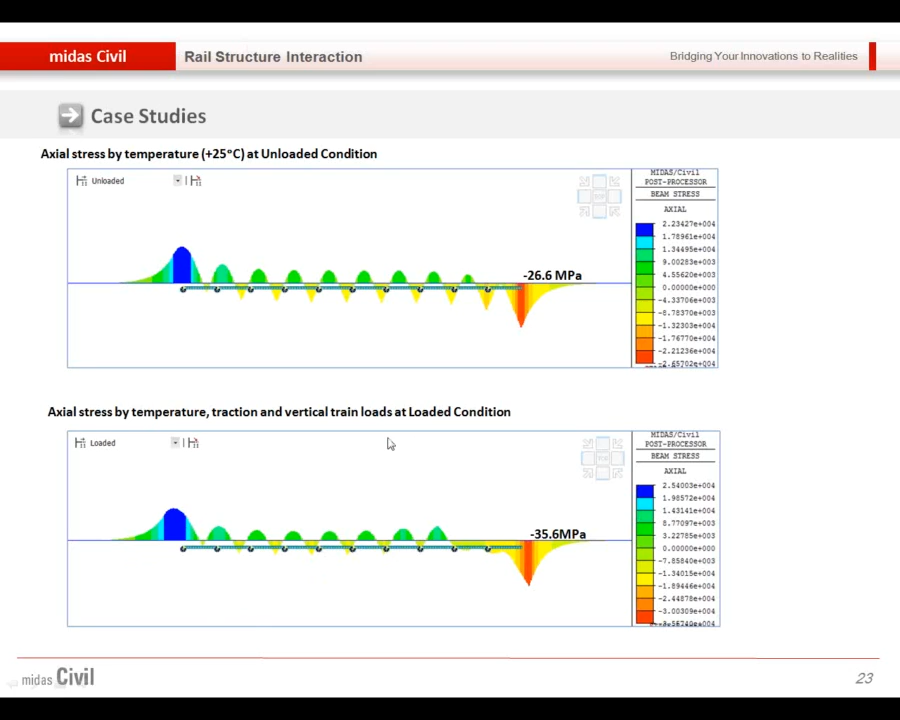 midas Civil
Rail Structure Interaction
Bridging Your Innovations to Realities
Case Studies
Axial stress by temperature (+25°C) at Unloaded Condition
Unloaded
-26.6 MPa
MIDAS/Civil
POST-PROCESSOR
BEAM STRESS
AXIAL
2.23427e+004
1.78961e+004
1.34495e+004
9.00283e+003
4.55620e+003
0.00000e+000
-4.33706e+003
-8.78370e+003
-1.32303e+004
-1.76770e+004
-2.21236e+004
-2.65702e+004
Axial stress by temperature, traction and vertical train loads at Loaded Condition
Loaded
-35.6MPa
MIDAS/Civil
POST-PROCESSOR
BEAM STRESS
AXIAL
2.54003e+004
1.98572e+004
1.43141e+004
8.77097e+003
3.22785e+003
0.00000e+000
-7.85840e+003
-1.34015e+004
-1.89446e+004
-2.44878e+004
-3.00309e+004
-3.55740e+004
midas Civil
23